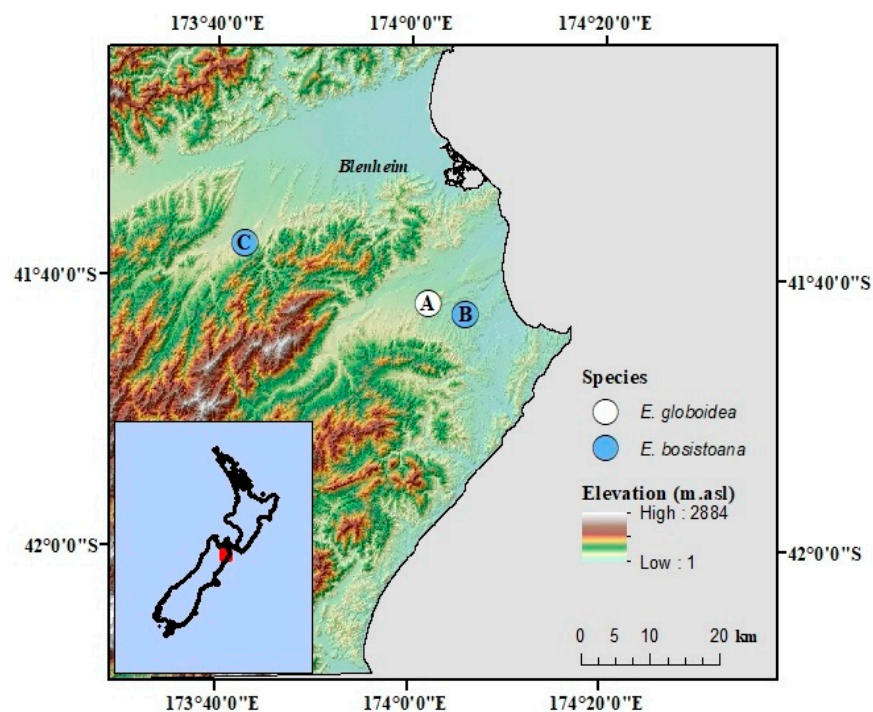 173°40'0"E 174°0'0"E 174°20'0"E
Blenheim
C
41°40'0"S 41°40'0"S
A
B
Species
E. globoidea
E. bosistoana
Elevation (m.asl)
High : 2884
Low : 1
42°0'0"S 42°0'0"S
0 5 10 20 km
173°40'0"E 174°0'0"E 174°20'0"E